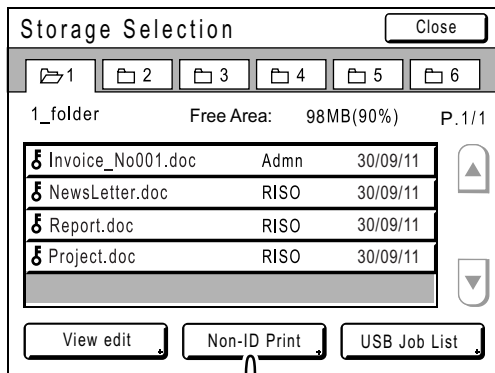 Storage Selection Close
1 2 3 4 5 6
1_folder Free Area: 98MB(90%) P.1/1
Invoice_No001.doc Admn 30/09/11
NewsLetter.doc RISO 30/09/11
Report.doc RISO 30/09/11
Project.doc RISO 30/09/11
View edit Non-ID Print USB Job List